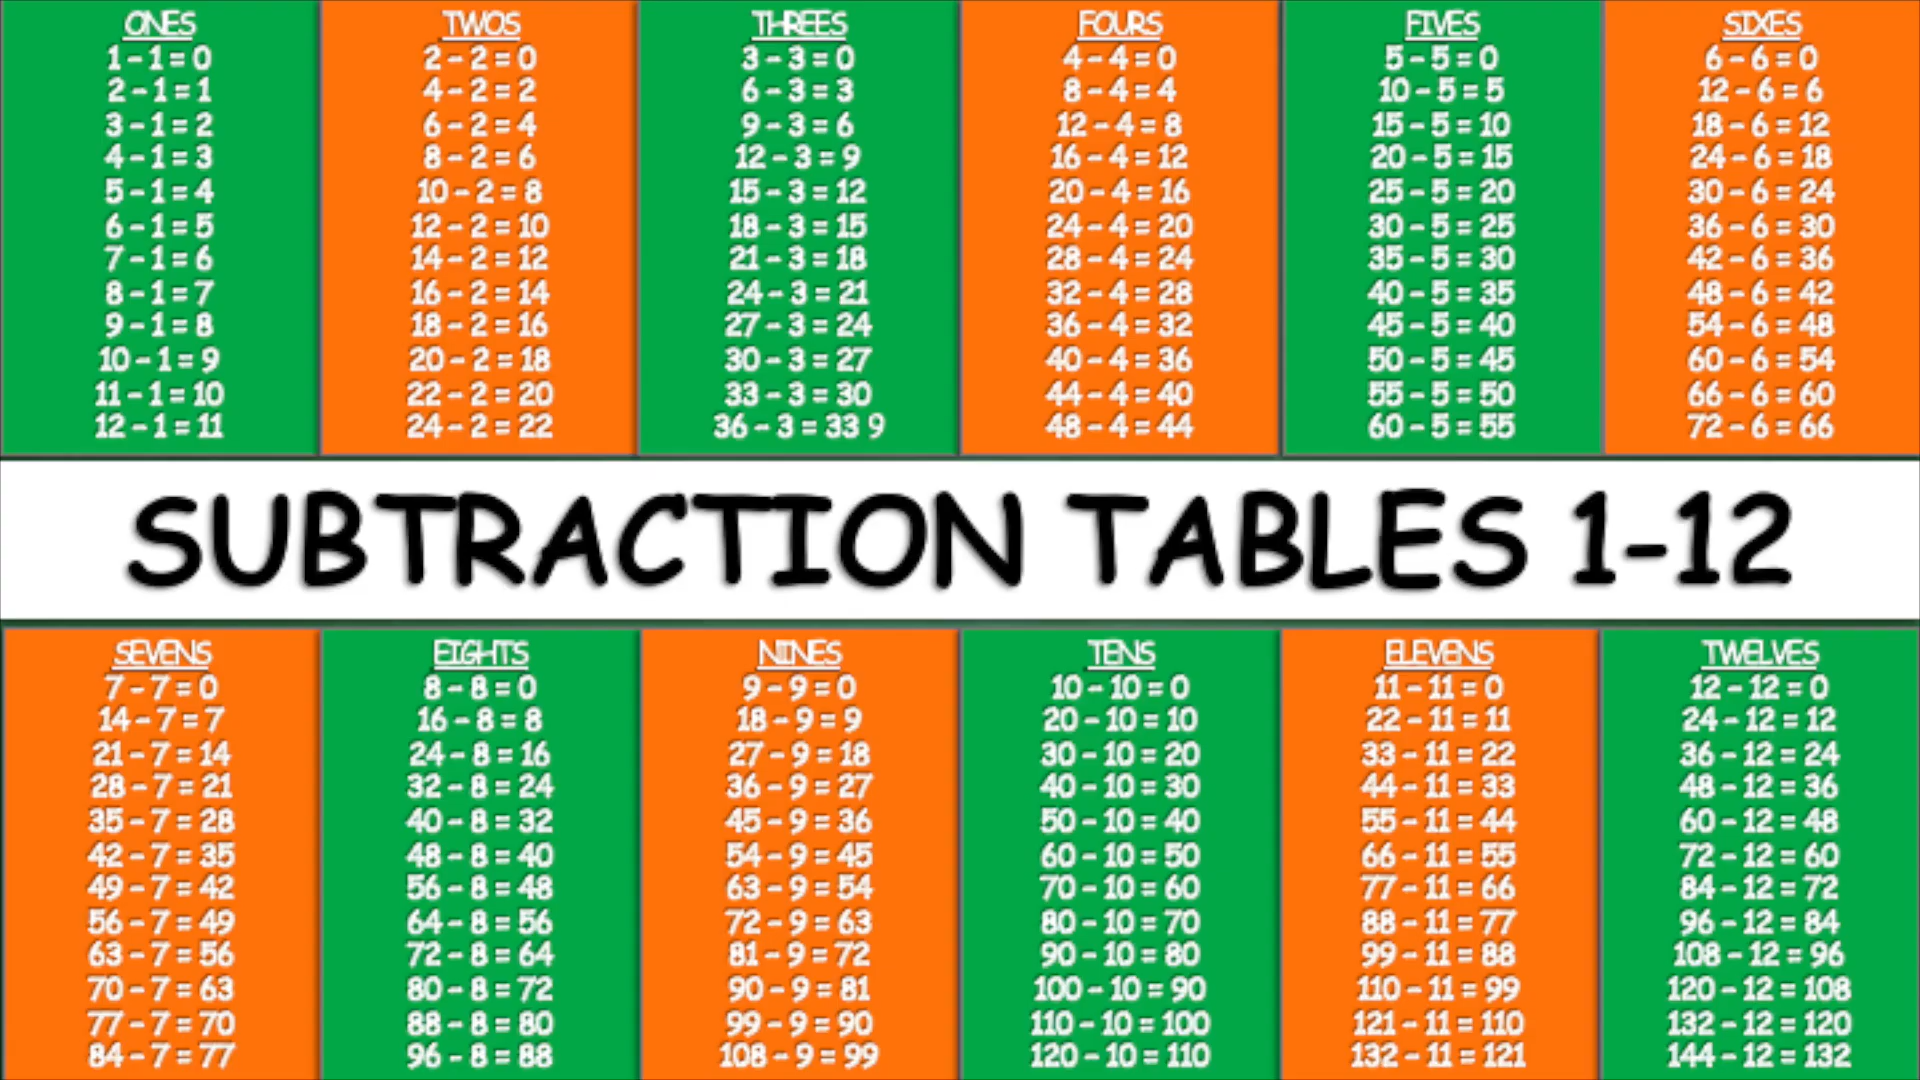 ONES
1 - 1 = 0
2 - 1 = 1
3 - 1 = 2
4 - 1 = 3
5 - 1 = 4
6 - 1 = 5
7 - 1 = 6
8 - 1 = 7
9 - 1 = 8
10 - 1 = 9
11 - 1 = 10
12 - 1 = 11
TWOS
2 - 2 = 0
4 - 2 = 2
6 - 2 = 4
8 - 2 = 6
10 - 2 = 8
12 - 2 = 10
14 - 2 = 12
16 - 2 = 14
18 - 2 = 16
20 - 2 = 18
22 - 2 = 20
24 - 2 = 22
THREES
3 - 3 = 0
6 - 3 = 3
9 - 3 = 6
12 - 3 = 9
15 - 3 = 12
18 - 3 = 15
21 - 3 = 18
24 - 3 = 21
27 - 3 = 24
30 - 3 = 27
33 - 3 = 30
36 - 3 = 33 9
FOURS
4 - 4 = 0
8 - 4 = 4
12 - 4 = 8
16 - 4 = 12
20 - 4 = 16
24 - 4 = 20
28 - 4 = 24
32 - 4 = 28
36 - 4 = 32
40 - 4 = 36
44 - 4 = 40
48 - 4 = 44
FIVES
5 - 5 = 0
10 - 5 = 5
15 - 5 = 10
20 - 5 = 15
25 - 5 = 20
30 - 5 = 25
35 - 5 = 30
40 - 5 = 35
45 - 5 = 40
50 - 5 = 45
55 - 5 = 50
60 - 5 = 55
SIXES
6 - 6 = 0
12 - 6 = 6
18 - 6 = 12
24 - 6 = 18
30 - 6 = 24
36 - 6 = 30
42 - 6 = 36
48 - 6 = 42
54 - 6 = 48
60 - 6 = 54
66 - 6 = 60
72 - 6 = 66
SUBTRACTION TABLES 1-12
SEVENS
7 - 7 = 0
14 - 7 = 7
21 - 7 = 14
28 - 7 = 21
35 - 7 = 28
42 - 7 = 35
49 - 7 = 42
56 - 7 = 49
63 - 7 = 56
70 - 7 = 63
77 - 7 = 70
84 - 7 = 77
EIGHTS
8 - 8 = 0
16 - 8 = 8
24 - 8 = 16
32 - 8 = 24
40 - 8 = 32
48 - 8 = 40
56 - 8 = 48
64 - 8 = 56
72 - 8 = 64
80 - 8 = 72
88 - 8 = 80
96 - 8 = 88
NINES
9 - 9 = 0
18 - 9 = 9
27 - 9 = 18
36 - 9 = 27
45 - 9 = 36
54 - 9 = 45
63 - 9 = 54
72 - 9 = 63
81 - 9 = 72
90 - 9 = 81
99 - 9 = 90
108 - 9 = 99
TENS
10 - 10 = 0
20 - 10 = 10
30 - 10 = 20
40 - 10 = 30
50 - 10 = 40
60 - 10 = 50
70 - 10 = 60
80 - 10 = 70
90 - 10 = 80
100 - 10 = 90
110 - 10 = 100
120 - 10 = 110
ELEVENS
11 - 11 = 0
22 - 11 = 11
33 - 11 = 22
44 - 11 = 33
55 - 11 = 44
66 - 11 = 55
77 - 11 = 66
88 - 11 = 77
99 - 11 = 88
110 - 11 = 99
121 - 11 = 110
132 - 11 = 121
TWELVES
12 - 12 = 0
24 - 12 = 12
36 - 12 = 24
48 - 12 = 36
60 - 12 = 48
72 - 12 = 60
84 - 12 = 72
96 - 12 = 84
108 - 12 = 96
120 - 12 = 108
132 - 12 = 120
144 - 12 = 132